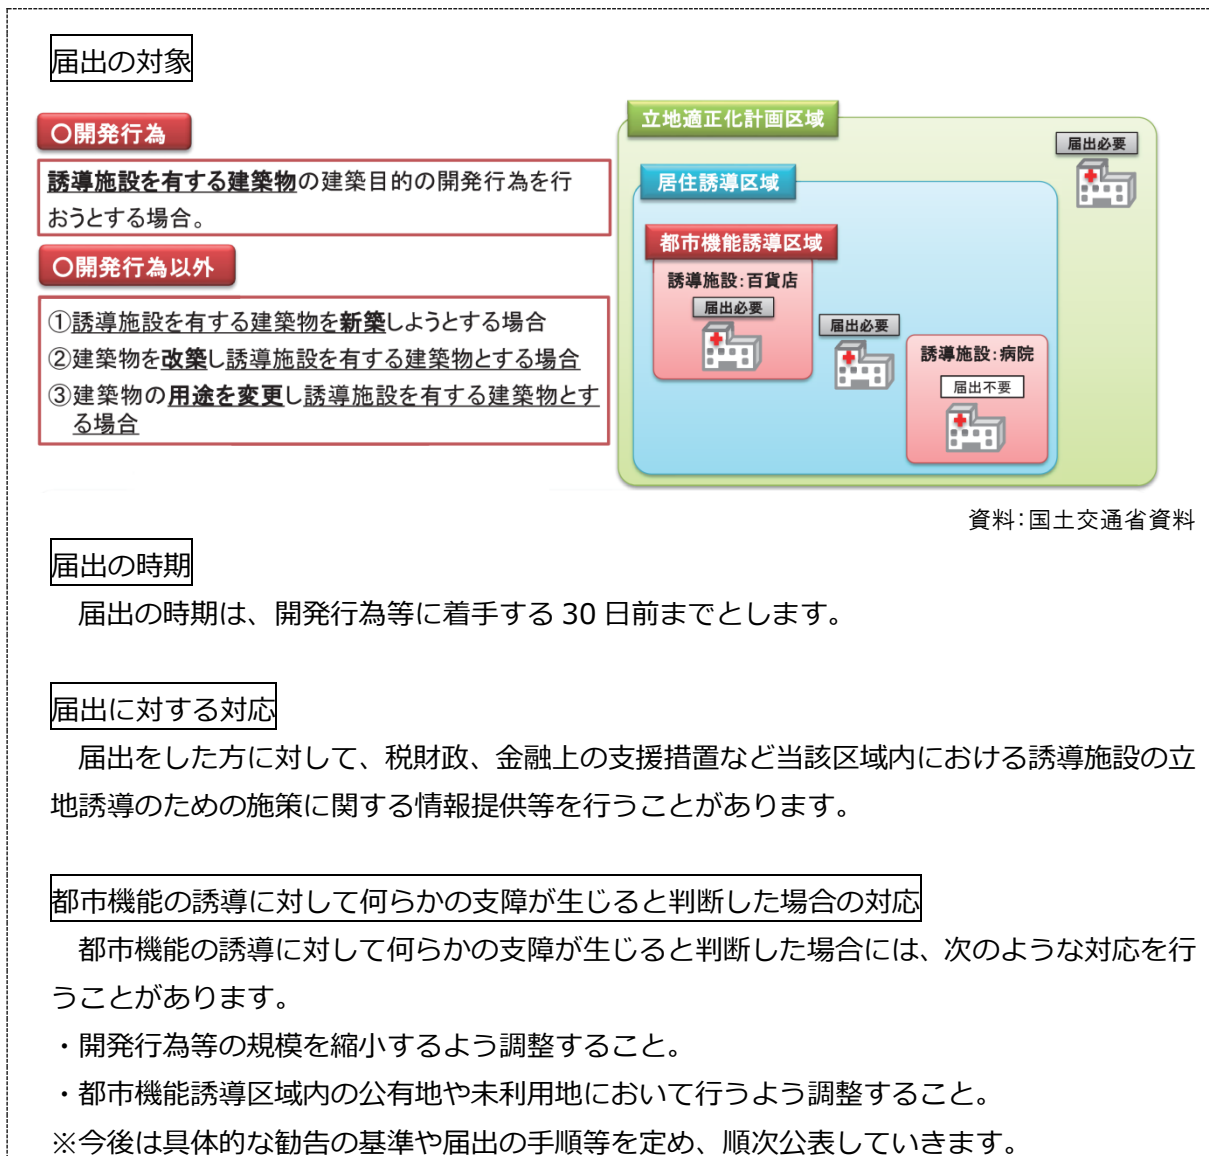 届出の対象
〇開発行為
誘導施設を有する建築物の建築目的の開発行為を行
おうとする場合。
〇開発行為以外
①誘導施設を有する建築物を新築しようとする場合
②建築物を改築し誘導施設を有する建築物とする場合
③建築物の用途を変更し誘導施設を有する建築物とす
る場合
立地適正化計画区域
届出必要
居住誘導区域
都市機能誘導区域
誘導施設:百貨店
届出必要
届出必要
誘導施設:病院
届出不要
資料:国土交通省資料
届出の時期
届出の時期は、開発行為等に着手する 30 日前までとします。
届出に対する対応
届出をした方に対して、税財政、金融上の支援措置など当該区域内における誘導施設の立
地誘導のための施策に関する情報提供等を行うことがあります。
都市機能の誘導に対して何らかの支障が生じると判断した場合の対応
都市機能の誘導に対して何らかの支障が生じると判断した場合には、次のような対応を行
うことがあります。
・開発行為等の規模を縮小するよう調整すること。
・都市機能誘導区域内の公有地や未利用地において行うよう調整すること。
※今後は具体的な勧告の基準や届出の手順等を定め、順次公表していきます。